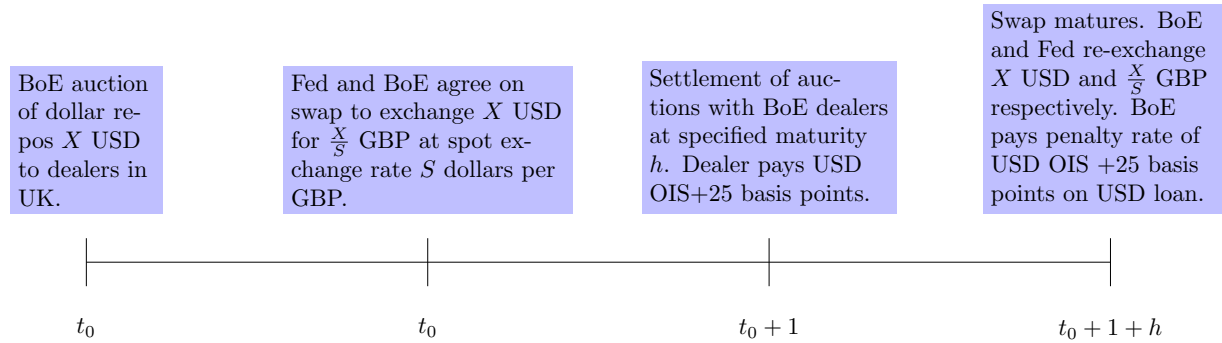 BoE auction
of dollar re-
pos X USD
to dealers in
UK.
Fed and BoE agree on
swap to exchange X USD
for X/S GBP at spot ex-
change rate S dollars per
GBP.
Settlement of auc-
tions with BoE dealers
at specified maturity
h. Dealer pays USD
OIS+25 basis points.
Swap matures. BoE
and Fed re-exchange
X USD and X/S GBP
respectively. BoE
pays penalty rate of
USD OIS +25 basis
points on USD loan.
t₀
t₀
t₀ + 1
t₀ + 1 + h